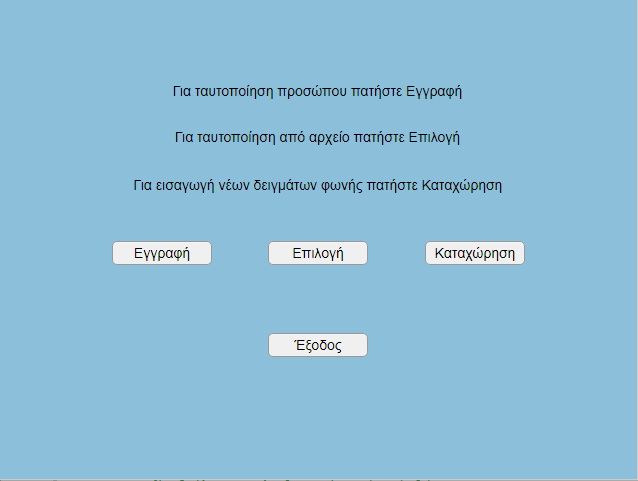 Για ταυτοποίηση προσώπου πατήστε Εγγραφή
Για ταυτοποίηση από αρχείο πατήστε Επιλογή
Για εισαγωγή νέων δειγμάτων φωνής πατήστε Καταχώρηση
Εγγραφή Επιλογή Καταχώρηση
Έξοδος